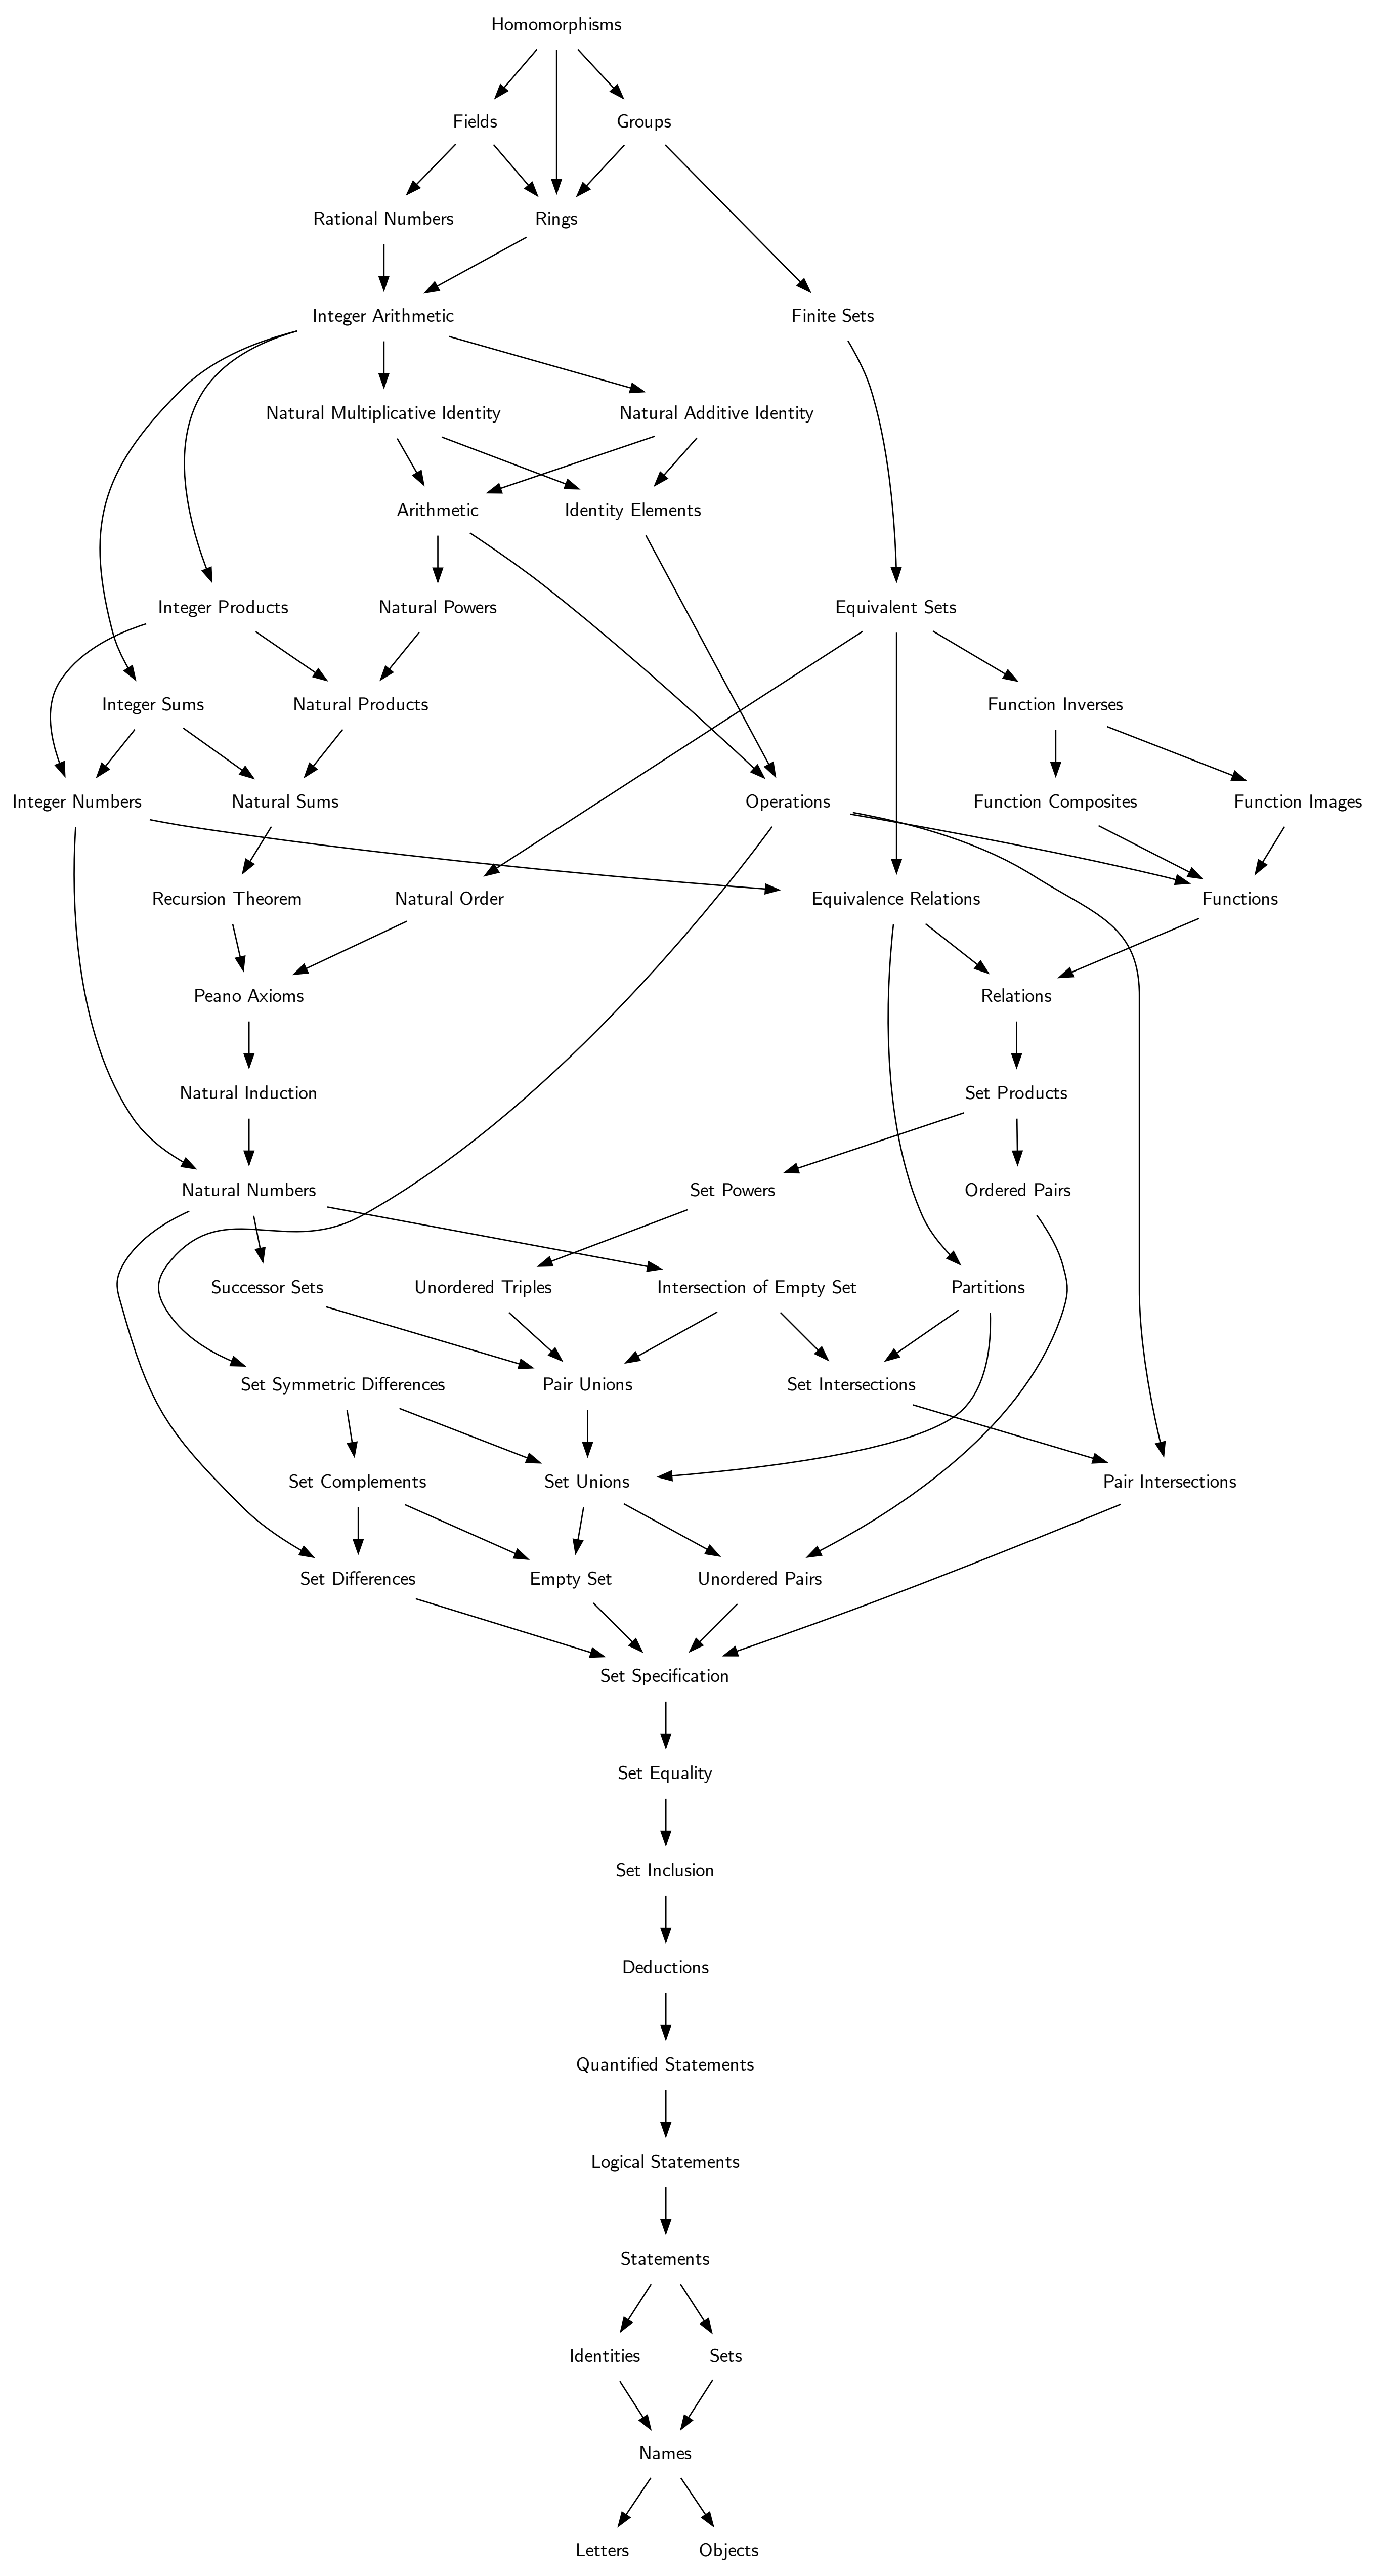 Homomorphisms
Fields
Groups
Rational Numbers
Rings
Integer Arithmetic
Finite Sets
Natural Multiplicative Identity
Natural Additive Identity
Arithmetic
Identity Elements
Integer Products
Natural Powers
Equivalent Sets
Integer Sums
Natural Products
Function Inverses
Integer Numbers
Natural Sums
Operations
Function Composites
Function Images
Recursion Theorem
Natural Order
Equivalence Relations
Functions
Peano Axioms
Relations
Natural Induction
Set Products
Natural Numbers
Set Powers
Ordered Pairs
Successor Sets
Unordered Triples
Intersection of Empty Set
Partitions
Set Symmetric Differences
Pair Unions
Set Intersections
Set Complements
Set Unions
Pair Intersections
Set Differences
Empty Set
Unordered Pairs
Set Specification
Set Equality
Set Inclusion
Deductions
Quantified Statements
Logical Statements
Statements
Identities
Sets
Names
Letters
Objects